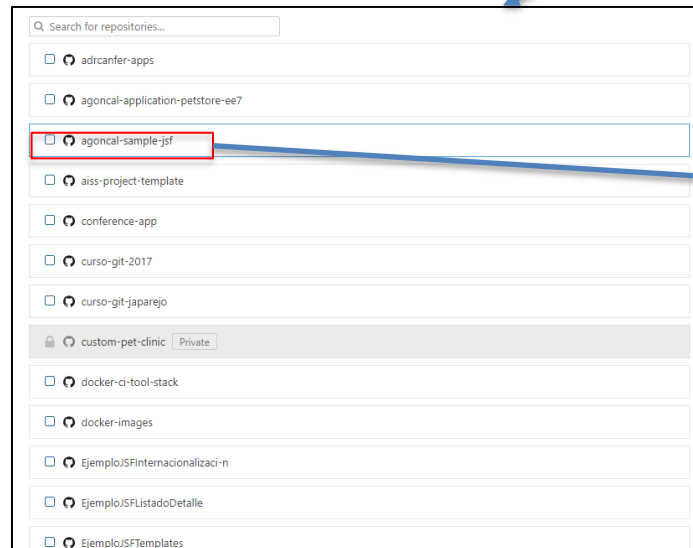 Search for repositories...
adrcanfer-apps
agoncal-application-petstore-ee7
agoncal-sample-jsf
aiss-project-template
conference-app
curso-git-2017
curso-git-japarejo
custom-pet-clinic Private
docker-ci-tool-stack
docker-images
EjemploJSFInternacionalizaci-n
EjemploJSFListadoDetalle
EjemploJSFTemplates